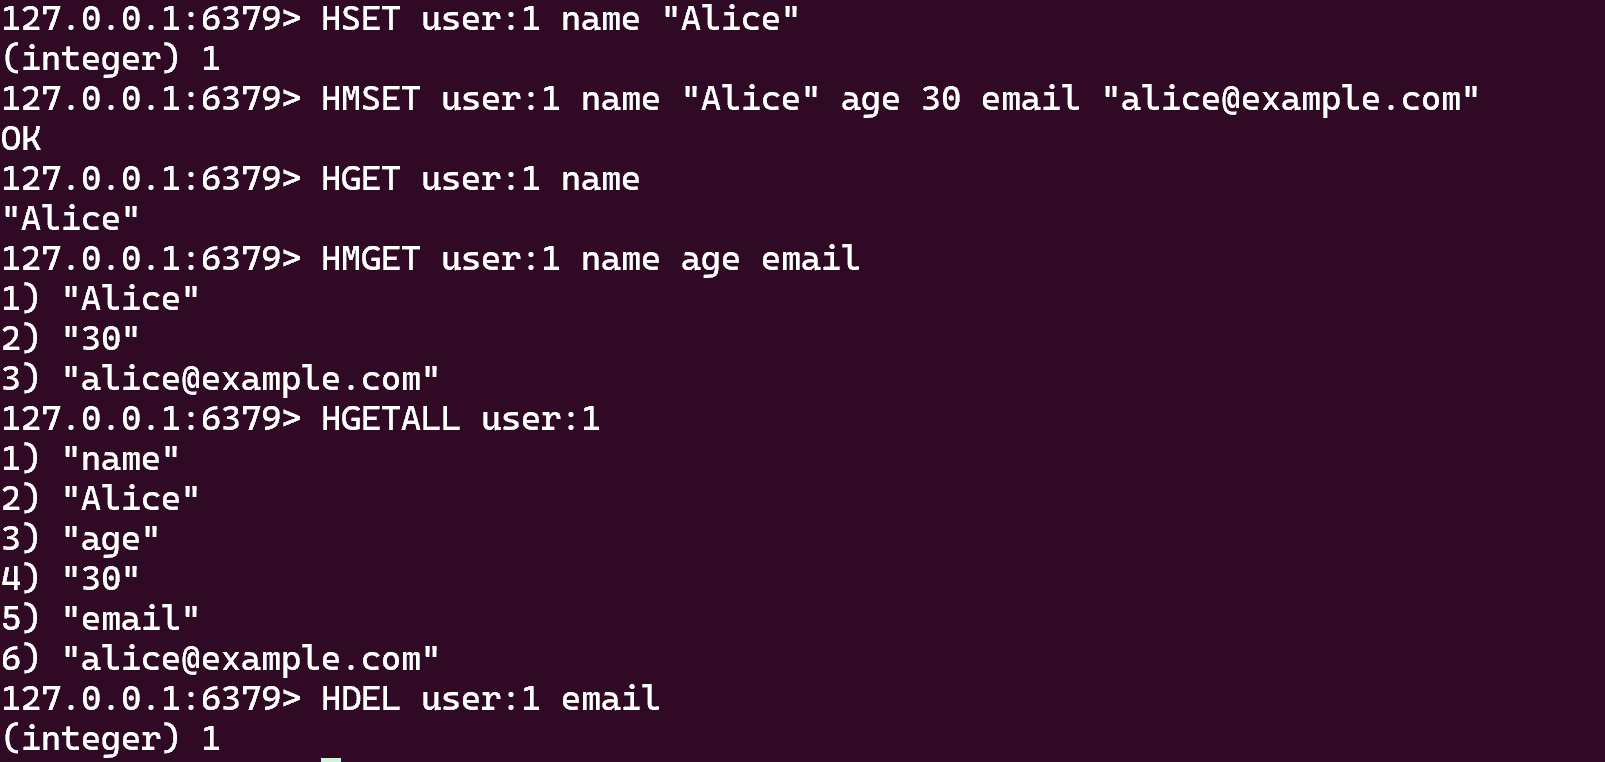 127.0.0.1:6379> HSET user:1 name "Alice"
(integer) 1
127.0.0.1:6379> HMSET user:1 name "Alice" age 30 email "alice@example.com"
OK
127.0.0.1:6379> HGET user:1 name
"Alice"
127.0.0.1:6379> HMGET user:1 name age email
1) "Alice"
2) "30"
3) "alice@example.com"
127.0.0.1:6379> HGETALL user:1
1) "name"
2) "Alice"
3) "age"
4) "30"
5) "email"
6) "alice@example.com"
127.0.0.1:6379> HDEL user:1 email
(integer) 1